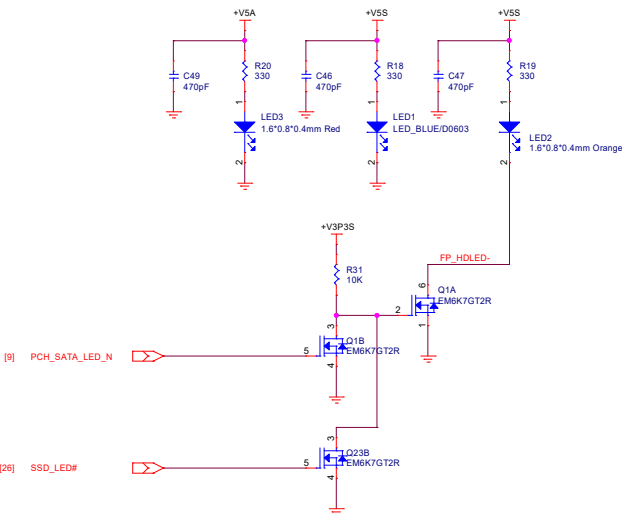 +V5A
+V5S
+V5S
C49
470pF
R20
330
C46
470pF
R18
330
C47
470pF
R19
330
1
LED3
1.6*0.8*0.4mm Red
2
1
LED1
LED_BLUE/D0603
2
1
LED2
1.6*0.8*0.4mm Orange
2
+V3P3S
R31
10K
FP_HDLED-
6
Q1A
EM6K7GT2R
2
1
3
Q1B
EM6K7GT2R
5
4
[9] PCH_SATA_LED_N
3
Q23B
EM6K7GT2R
5
4
[26] SSD_LED#